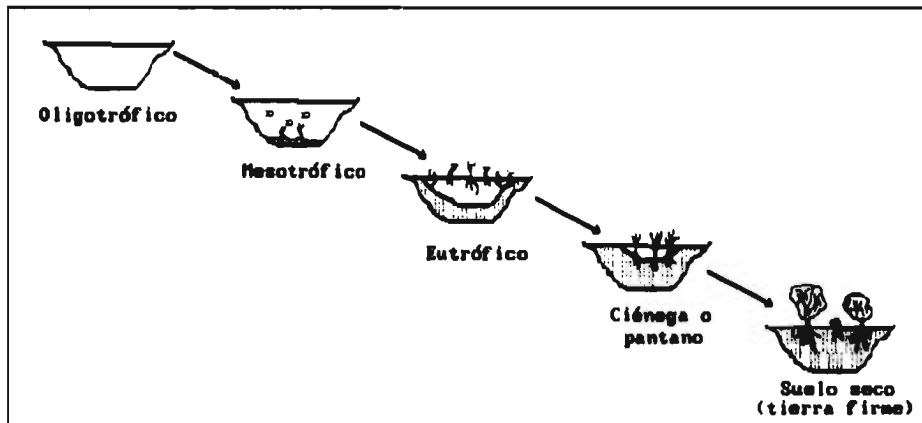 Oligotrófico
Mesotrófico
Eutrófico
Ciénega o
pantano
Suelo seco
(tierra firme)